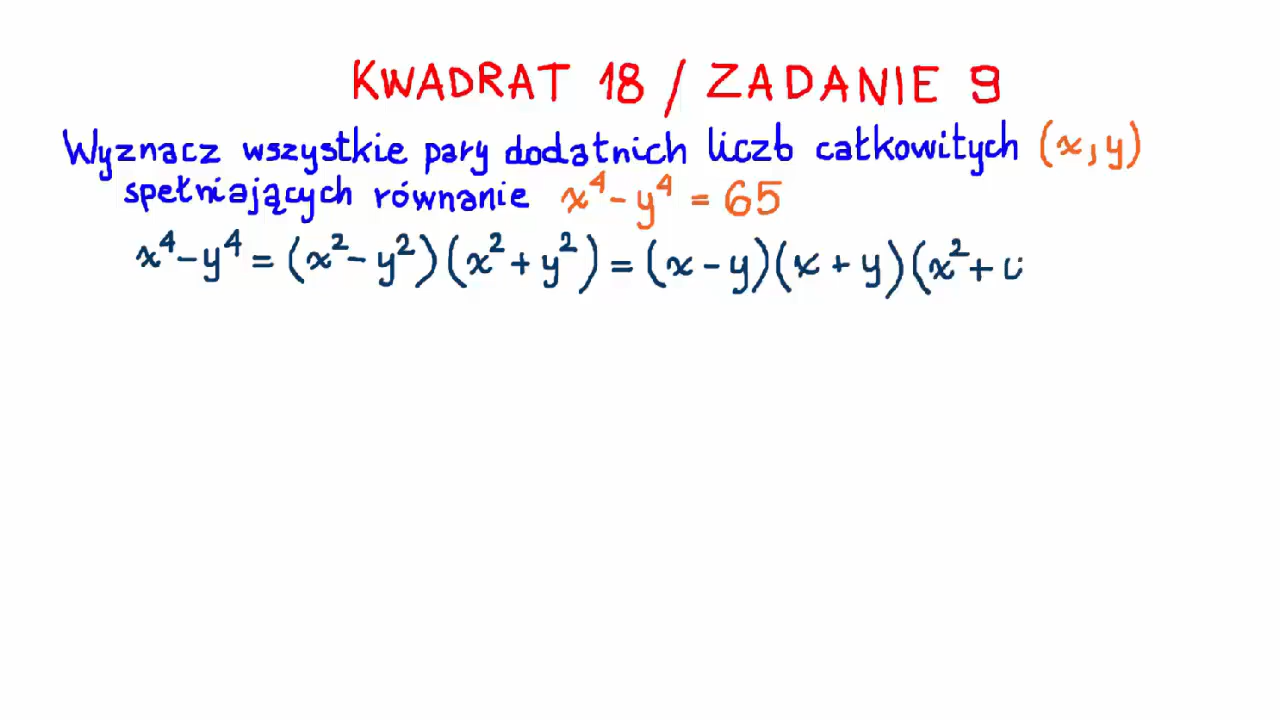 KWADRAT 18 / ZADANIE 9
Wyznacz wszystkie pary dodatnich liczb całkowitych (x, y)
spełniających równanie x⁴ - y⁴ = 65
x⁴ - y⁴ = (x² - y²)(x² + y²) = (x - y)(x + y)(x² +